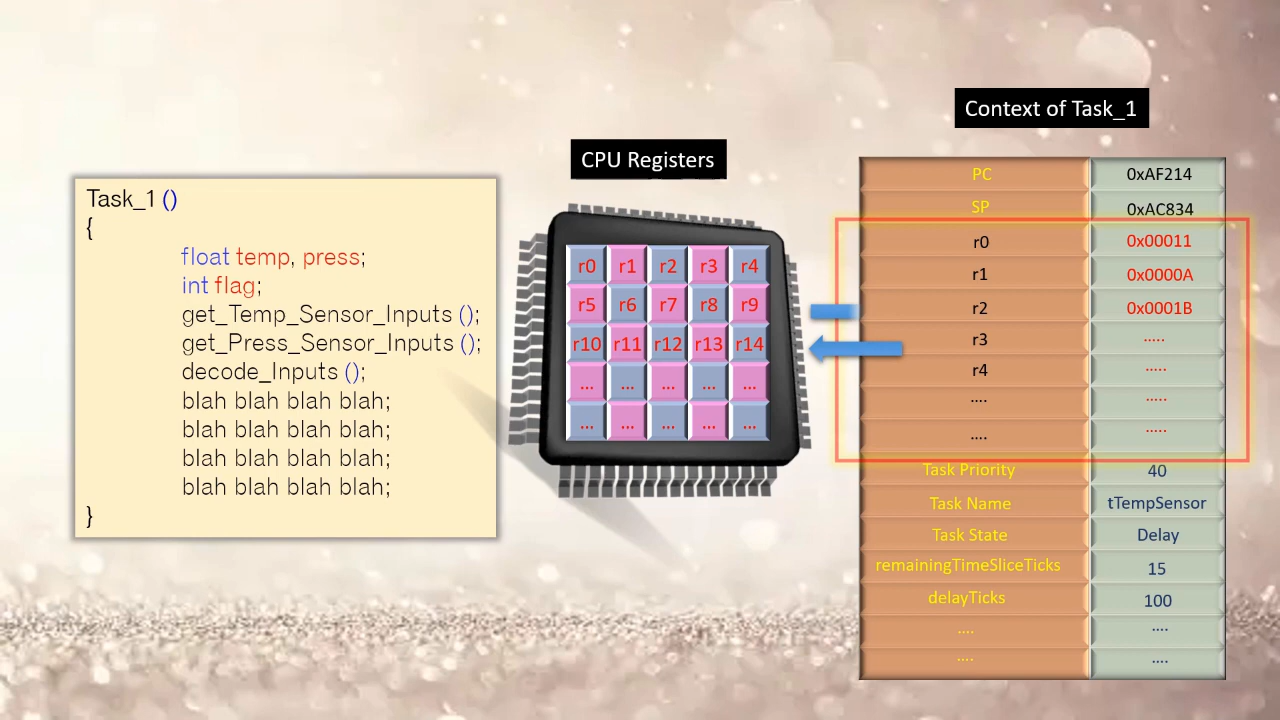 Task_1 ()
{
float temp, press;
int flag;
get_Temp_Sensor_Inputs ();
get_Press_Sensor_Inputs ();
decode_Inputs ();
blah blah blah blah;
blah blah blah blah;
blah blah blah blah;
blah blah blah blah;
}
CPU Registers
r0 r1 r2 r3 r4
r5 r6 r7 r8 r9
r10 r11 r12 r13 r14
... ... ... ... ...
... ... ... ... ...
Context of Task_1
PC 0xAF214
SP 0xAC834
r0 0x00011
r1 0x0000A
r2 0x0001B
r3 .....
r4 .....
.... .....
.... .....
Task Priority 40
Task Name tTempSensor
Task State Delay
remainingTimeSliceTicks 15
delayTicks 100
.... ....
.... ....